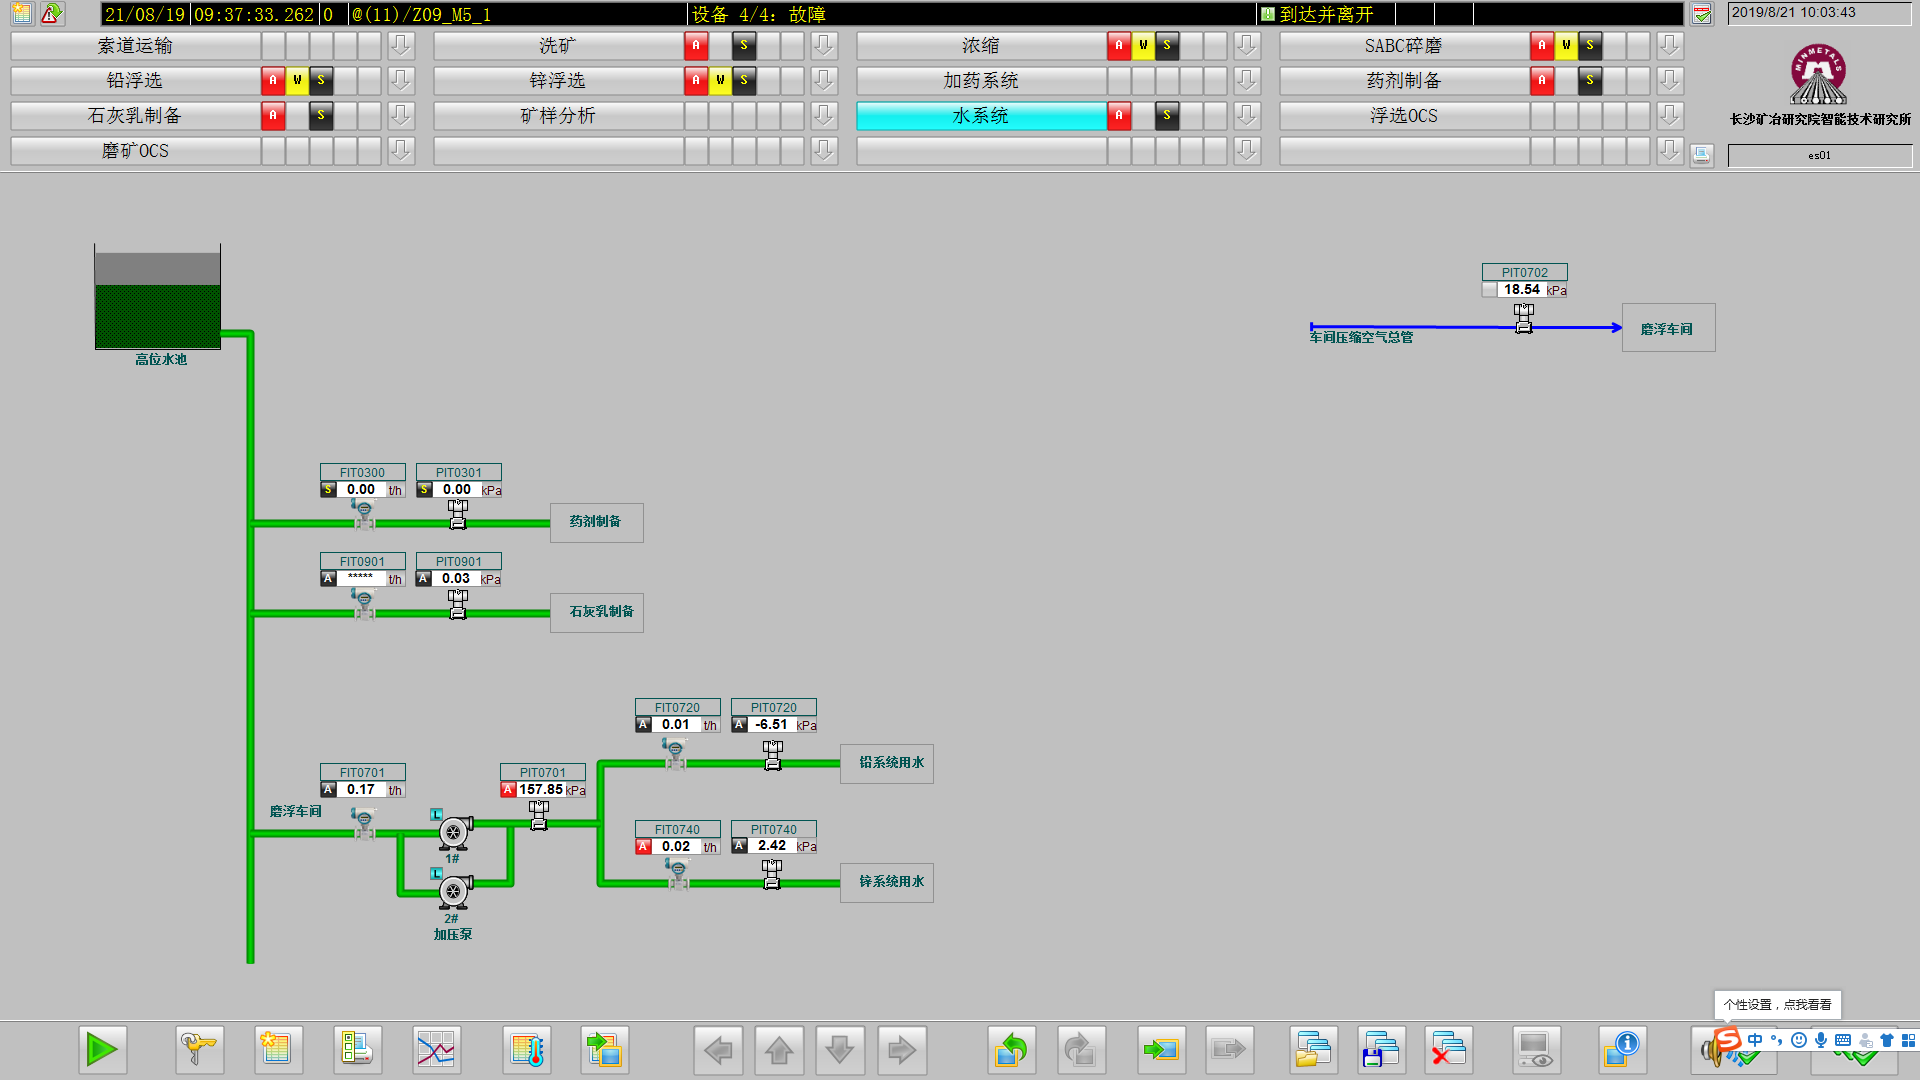 21/08/19 09:37:33.262 0 @(11)/Z09_M5_1 设备 4/4: 故障 到达并离开 2019/8/21 10:03:43
索道运输 洗矿 A S 浓缩 A W S SABC碎磨 A W S
铅浮选 A W S 锌浮选 A W S 加药系统 药剂制备 A S
石灰乳制备 A S 矿样分析 水系统 A S 浮选OCS
磨矿OCS
MINMETALS
长沙矿冶研究院智能技术研究所
es01
高位水池
PIT0702
18.54 kPa
车间压缩空气总管
磨浮车间
FIT0300 PIT0301
S 0.00 t/h S 0.00 kPa
药剂制备
FIT0901 PIT0901
A ***** t/h A 0.03 kPa
石灰乳制备
FIT0720 PIT0720
A 0.01 t/h A -6.51 kPa
铅系统用水
FIT0701 PIT0701
A 0.17 t/h A 157.85 kPa
磨浮车间
L
1#
FIT0740 PIT0740
A 0.02 t/h A 2.42 kPa
锌系统用水
L
2#
加压泵
个性设置，点我看看
S 中